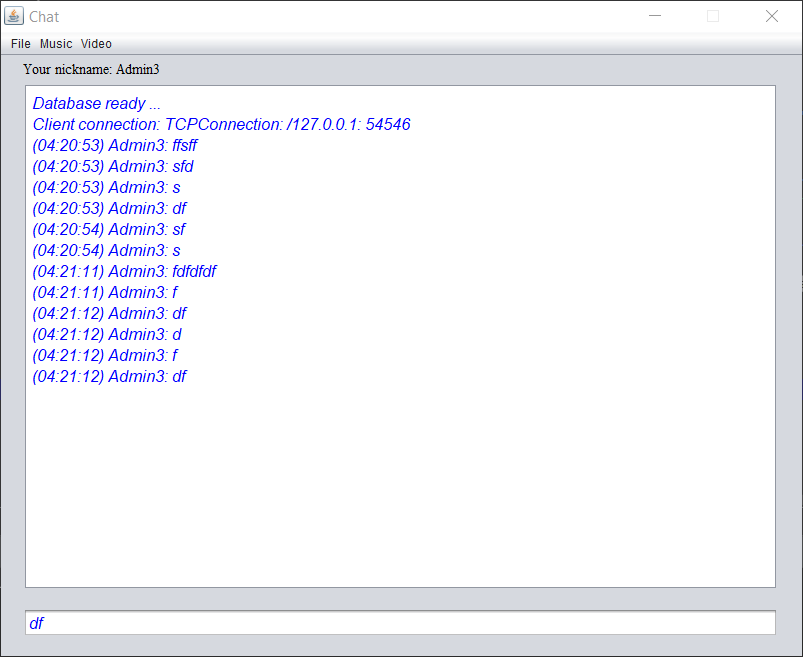 Chat
File Music Video
Your nickname: Admin3
Database ready ...
Client connection: TCPConnection: /127.0.0.1: 54546
(04:20:53) Admin3: ffsff
(04:20:53) Admin3: sfd
(04:20:53) Admin3: s
(04:20:53) Admin3: df
(04:20:54) Admin3: sf
(04:20:54) Admin3: s
(04:21:11) Admin3: fdfdfdf
(04:21:11) Admin3: f
(04:21:12) Admin3: df
(04:21:12) Admin3: d
(04:21:12) Admin3: f
(04:21:12) Admin3: df
df